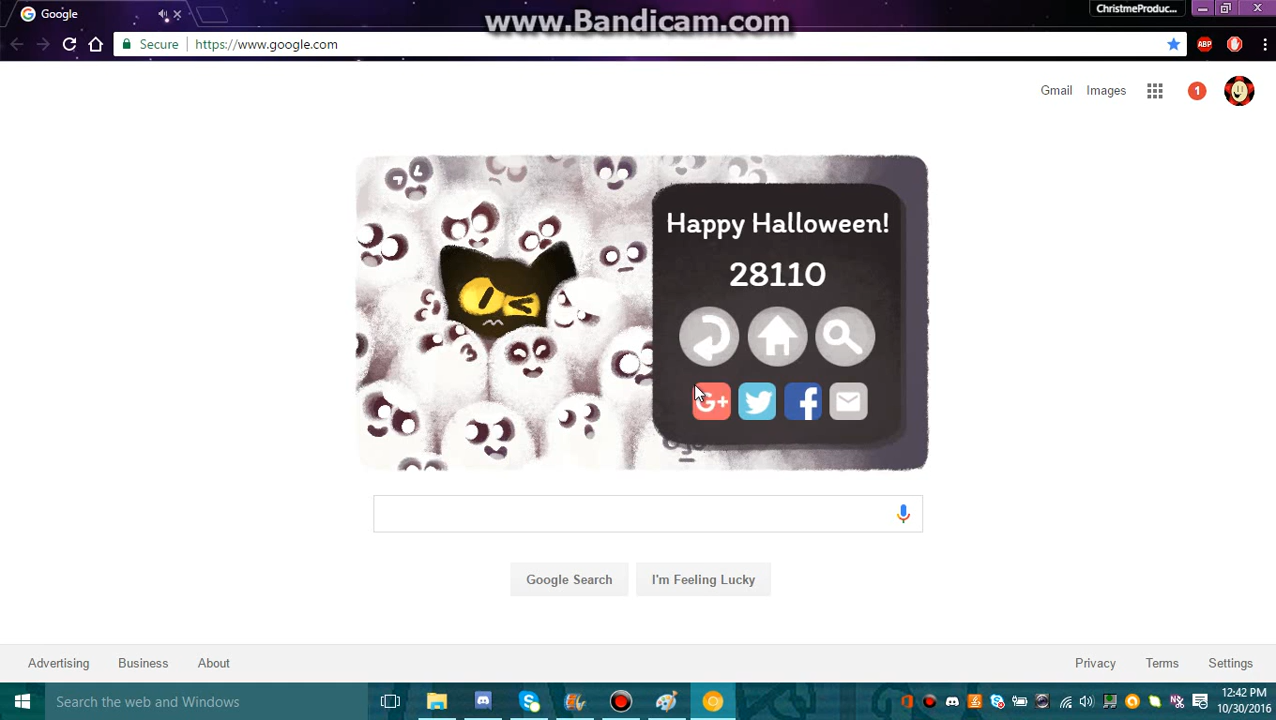 Google
www.Bandicam.com
ChristmeProduc...
Secure
https://www.google.com
ABP
Gmail
Images
1
Happy Halloween!
28110
G+
Google Search
I'm Feeling Lucky
Advertising
Business
About
Privacy
Terms
Settings
Search the web and Windows
12:42 PM
10/30/2016